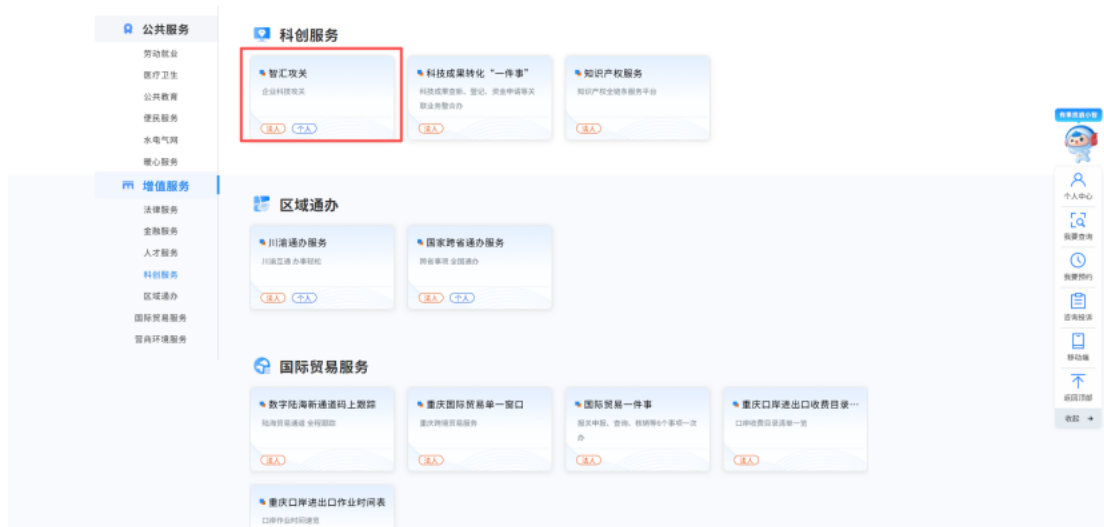 公共服务
劳动就业
医疗卫生
公共教育
便民服务
水电气网
暖心服务
增值服务
法律服务
金融服务
人才服务
科创服务
区域通办
国际贸易服务
营商环境服务
科创服务
智汇攻关
企业科技攻关
法人 个人
科技成果转化“一件事”
科技成果查新、登记、资金申请等关
联业务整合办
法人
知识产权服务
知识产权全链条服务平台
法人
区域通办
川渝通办服务
川渝互通 办事轻松
法人 个人
国家跨省通办服务
跨省事项 全国通办
法人 个人
国际贸易服务
数字陆海新通道码上跟踪
陆海贸易通道 全程跟踪
法人
重庆国际贸易单一窗口
重庆跨境贸易服务
法人
国际贸易一件事
报关申报、查询、核销等6个事项一次
办
法人
重庆口岸进出口收费目录…
口岸收费目录清单一览
法人
重庆口岸进出口作业时间表
口岸作业时间速览
个人中心
我要查询
我要预约
咨询投诉
移动端
返回顶部
收起